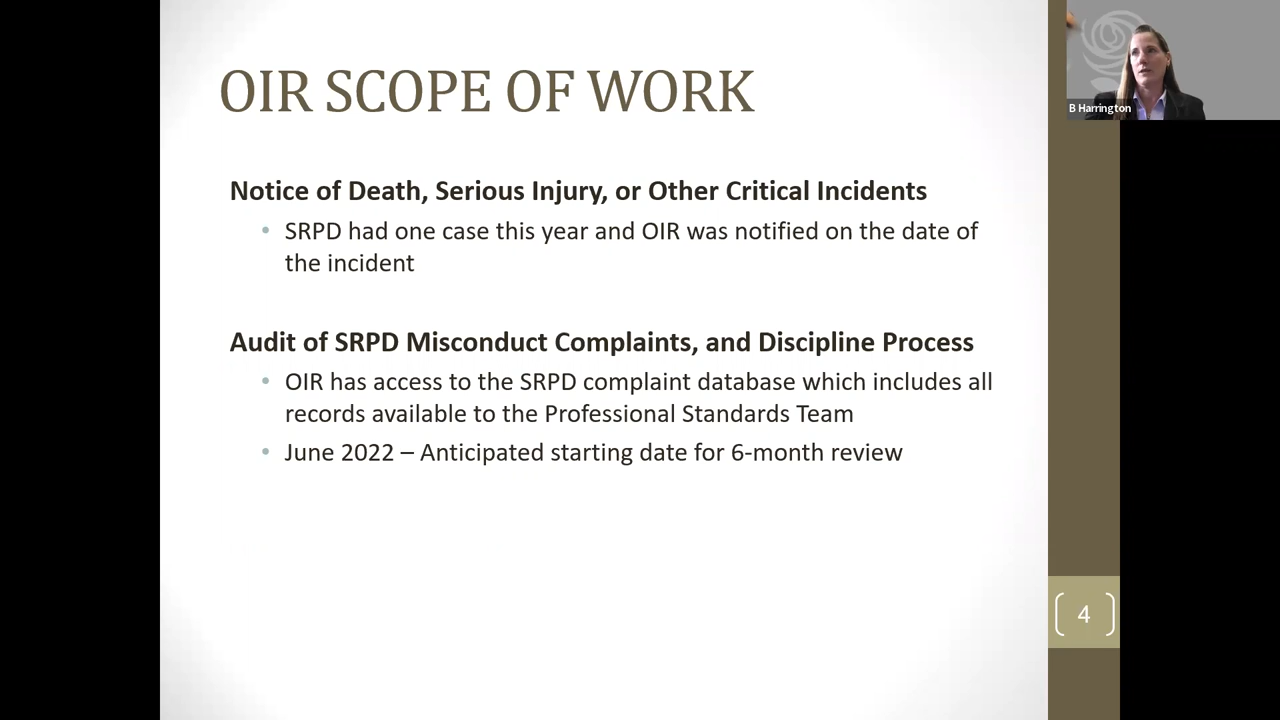 OIR SCOPE OF WORK
B Harrington
Notice of Death, Serious Injury, or Other Critical Incidents
• SRPD had one case this year and OIR was notified on the date of
the incident
Audit of SRPD Misconduct Complaints, and Discipline Process
• OIR has access to the SRPD complaint database which includes all
records available to the Professional Standards Team
• June 2022 – Anticipated starting date for 6-month review
4